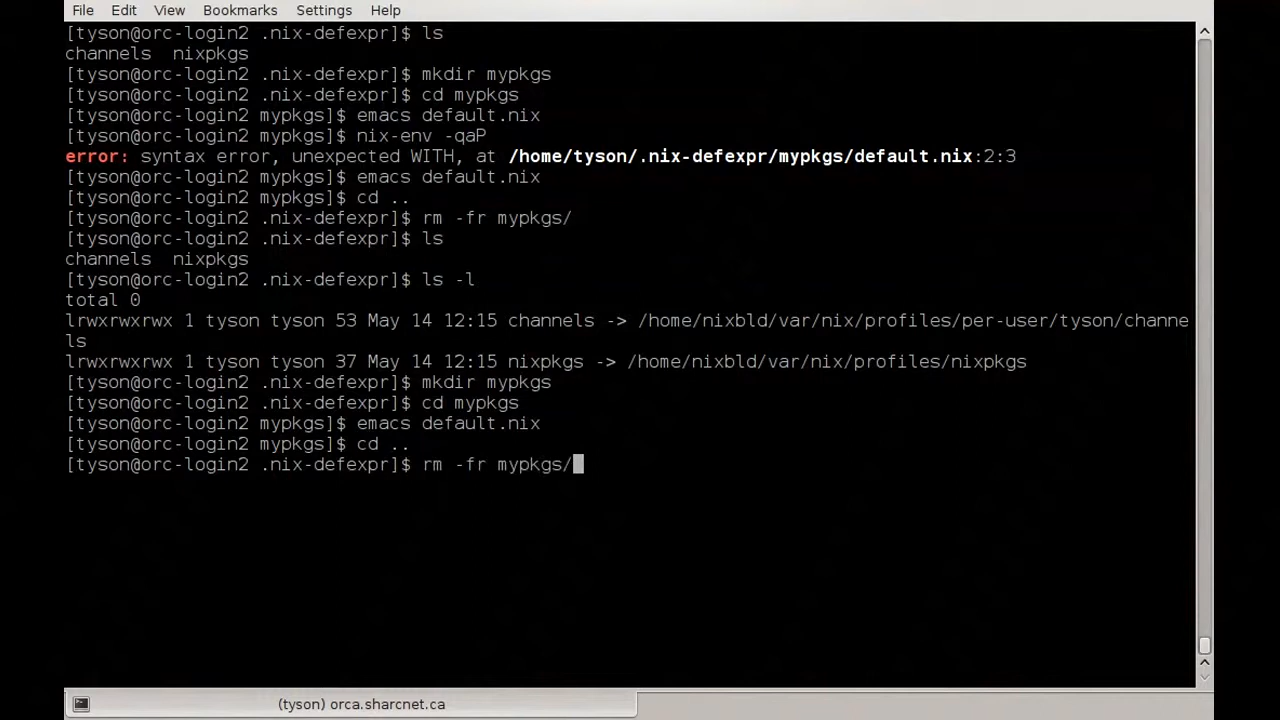 File Edit View Bookmarks Settings Help
[tyson@orc-login2 .nix-defexpr]$ ls
channels  nixpkgs
[tyson@orc-login2 .nix-defexpr]$ mkdir mypkgs
[tyson@orc-login2 .nix-defexpr]$ cd mypkgs
[tyson@orc-login2 mypkgs]$ emacs default.nix
[tyson@orc-login2 mypkgs]$ nix-env -qaP
error: syntax error, unexpected WITH, at /home/tyson/.nix-defexpr/mypkgs/default.nix:2:3
[tyson@orc-login2 mypkgs]$ emacs default.nix
[tyson@orc-login2 mypkgs]$ cd ..
[tyson@orc-login2 .nix-defexpr]$ rm -fr mypkgs/
[tyson@orc-login2 .nix-defexpr]$ ls
channels  nixpkgs
[tyson@orc-login2 .nix-defexpr]$ ls -l
total 0
lrwxrwxrwx 1 tyson tyson 53 May 14 12:15 channels -> /home/nixbld/var/nix/profiles/per-user/tyson/channe
ls
lrwxrwxrwx 1 tyson tyson 37 May 14 12:15 nixpkgs -> /home/nixbld/var/nix/profiles/nixpkgs
[tyson@orc-login2 .nix-defexpr]$ mkdir mypkgs
[tyson@orc-login2 .nix-defexpr]$ cd mypkgs
[tyson@orc-login2 mypkgs]$ emacs default.nix
[tyson@orc-login2 mypkgs]$ cd ..
[tyson@orc-login2 .nix-defexpr]$ rm -fr mypkgs/
(tyson) orca.sharcnet.ca